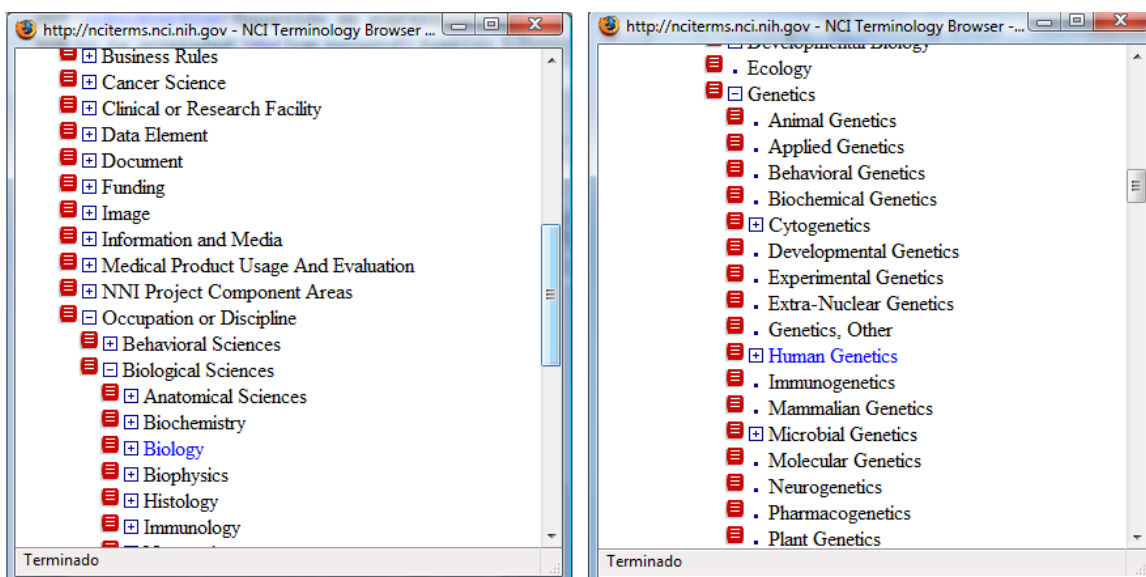 http://nciterms.nci.nih.gov - NCI Terminology Browser ...
Business Rules
Cancer Science
Clinical or Research Facility
Data Element
Document
Funding
Image
Information and Media
Medical Product Usage And Evaluation
NNI Project Component Areas
Occupation or Discipline
Behavioral Sciences
Biological Sciences
Anatomical Sciences
Biochemistry
Biology
Biophysics
Histology
Immunology
Terminado
http://nciterms.nci.nih.gov - NCI Terminology Browser -...
Developmental Biology
Ecology
Genetics
Animal Genetics
Applied Genetics
Behavioral Genetics
Biochemical Genetics
Cytogenetics
Developmental Genetics
Experimental Genetics
Extra-Nuclear Genetics
Genetics, Other
Human Genetics
Immunogenetics
Mammalian Genetics
Microbial Genetics
Molecular Genetics
Neurogenetics
Pharmacogenetics
Plant Genetics
Terminado